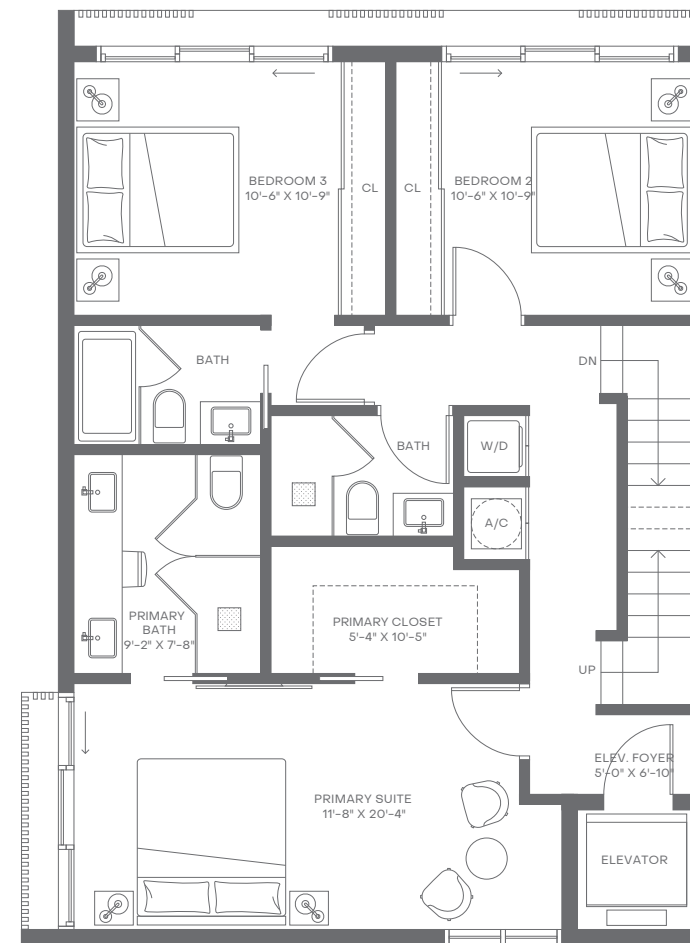 BEDROOM 3
10'-6" X 10'-9"
CL
CL
BEDROOM 2
10'-6" X 10'-9"
BATH
DN
BATH
W/D
A/C
PRIMARY
BATH
9'-2" X 7'-8"
PRIMARY CLOSET
5'-4" X 10'-5"
UP
ELEV. FOYER
5'-0" X 6'-10"
PRIMARY SUITE
11'-8" X 20'-4"
ELEVATOR